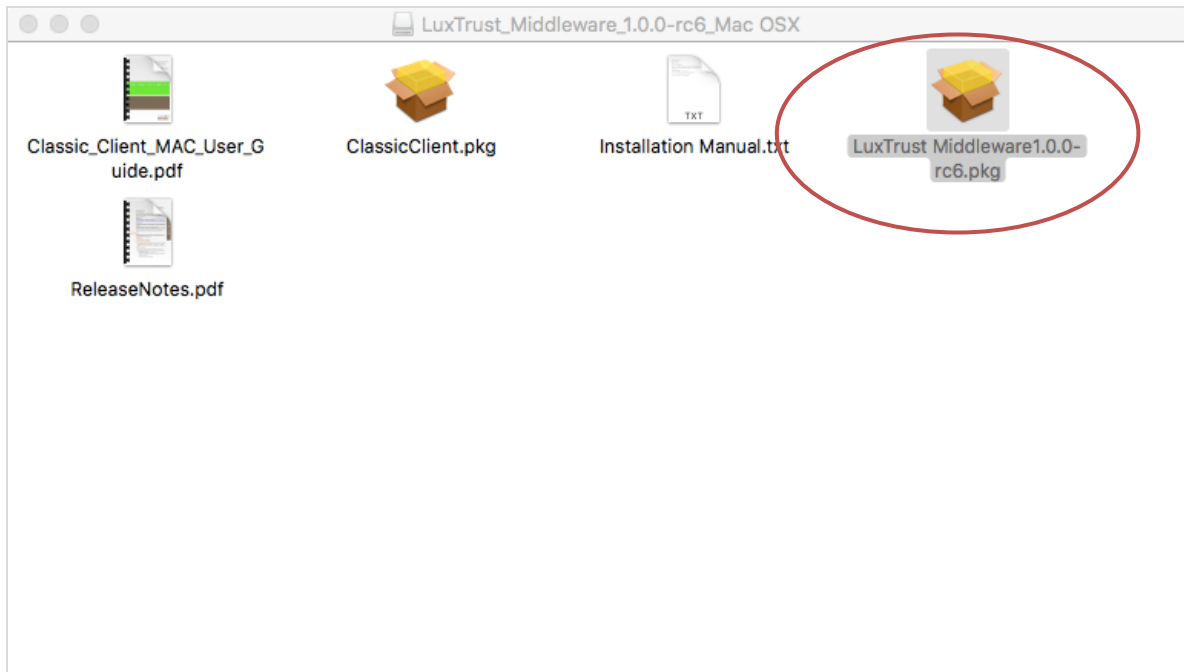 LuxTrust_Middleware_1.0.0-rc6_Mac OSX
Classic_Client_MAC_User_G
uide.pdf
ClassicClient.pkg
TXT
Installation Manual.txt
LuxTrust Middleware1.0.0-
rc6.pkg
ReleaseNotes.pdf